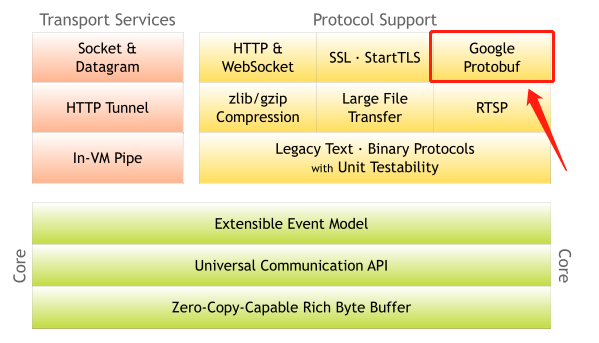 Transport Services
Protocol Support
Socket &
Datagram
HTTP &
WebSocket
SSL · StartTLS
Google
Protobuf
HTTP Tunnel
zlib/gzip
Compression
Large File
Transfer
RTSP
In-VM Pipe
Legacy Text · Binary Protocols
with Unit Testability
Core
Extensible Event Model
Universal Communication API
Zero-Copy-Capable Rich Byte Buffer
Core